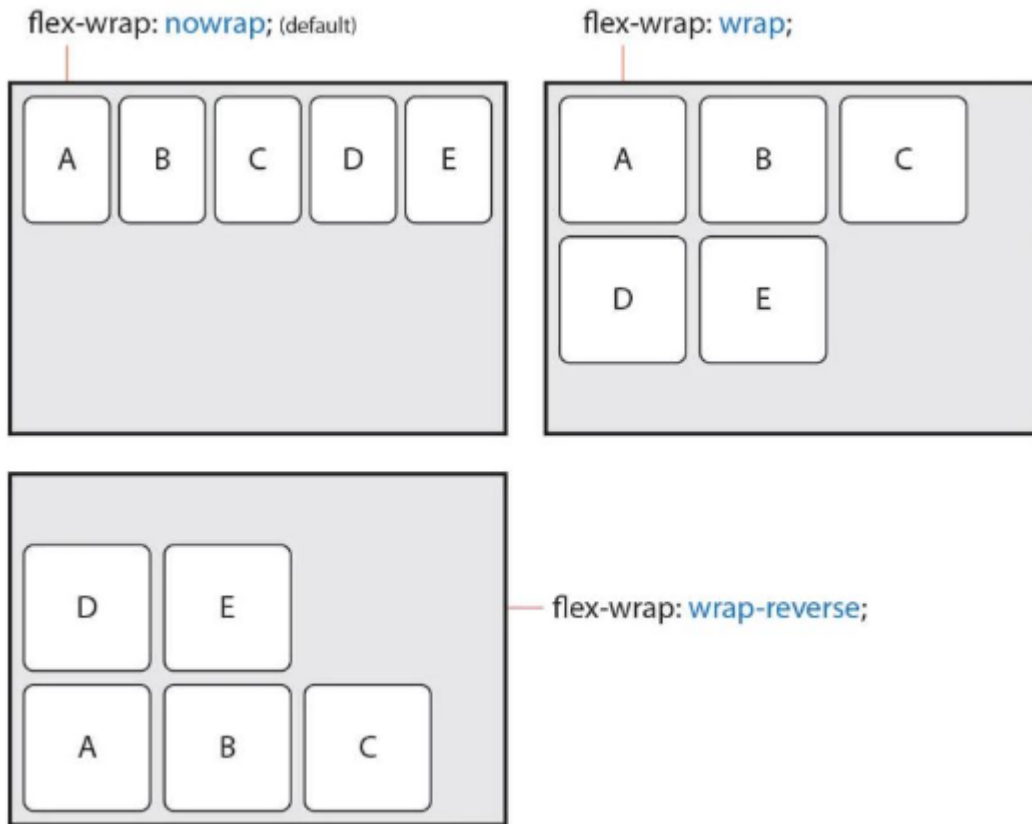 flex-wrap: nowrap; (default)
A B C D E
flex-wrap: wrap;
A B C
D E
D E
A B C
flex-wrap: wrap-reverse;